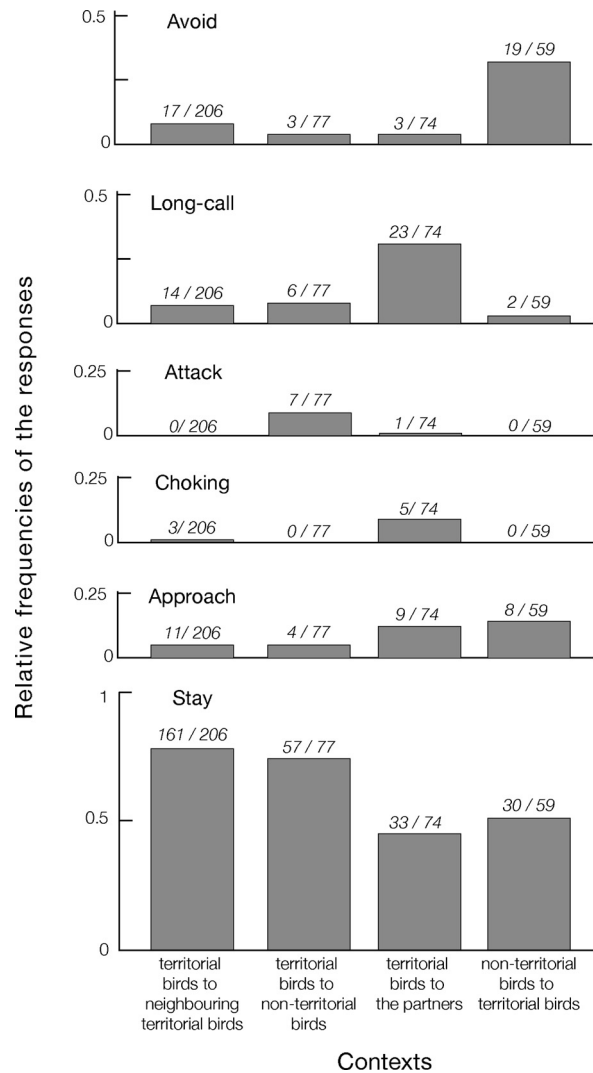 0.5
Avoid
17 / 206
3 / 77
3 / 74
19 / 59
0
0.5
Long-call
14 / 206
6 / 77
23 / 74
2 / 59
0
0.25
Attack
0/ 206
7 / 77
1 / 74
0 / 59
0
0.25
Choking
3/ 206
0 / 77
5/ 74
0 / 59
0
0.25
Approach
11/ 206
4 / 77
9 / 74
8 / 59
0
1
Stay
161 / 206
57 / 77
33 / 74
30 / 59
0.5
0
Relative frequencies of the responses
territorial
birds to
neighbouring
territorial birds
territorial
birds to
non-territorial
birds
territorial
birds to
the partners
non-territorial
birds to
territorial birds
Contexts